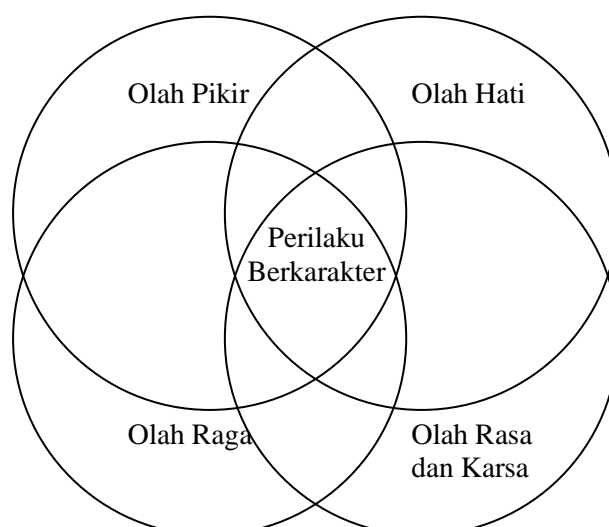 Olah Pikir
Olah Hati
Perilaku
Berkarakter
Olah Raga
Olah Rasa
dan Karsa